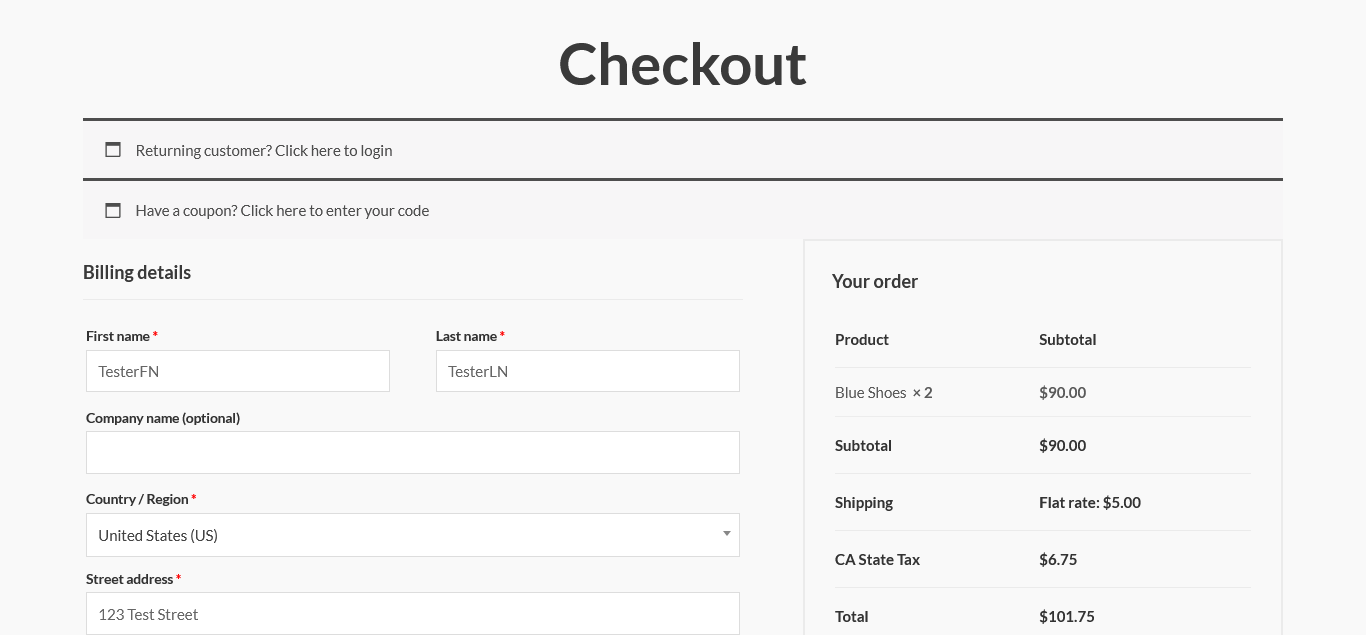 Checkout
Returning customer? Click here to login
Have a coupon? Click here to enter your code
Billing details
First name *
Last name *
TesterFN
TesterLN
Company name (optional)
Country / Region *
United States (US)
Street address *
123 Test Street
Your order
Product Subtotal
Blue Shoes × 2 $90.00
Subtotal $90.00
Shipping Flat rate: $5.00
CA State Tax $6.75
Total $101.75